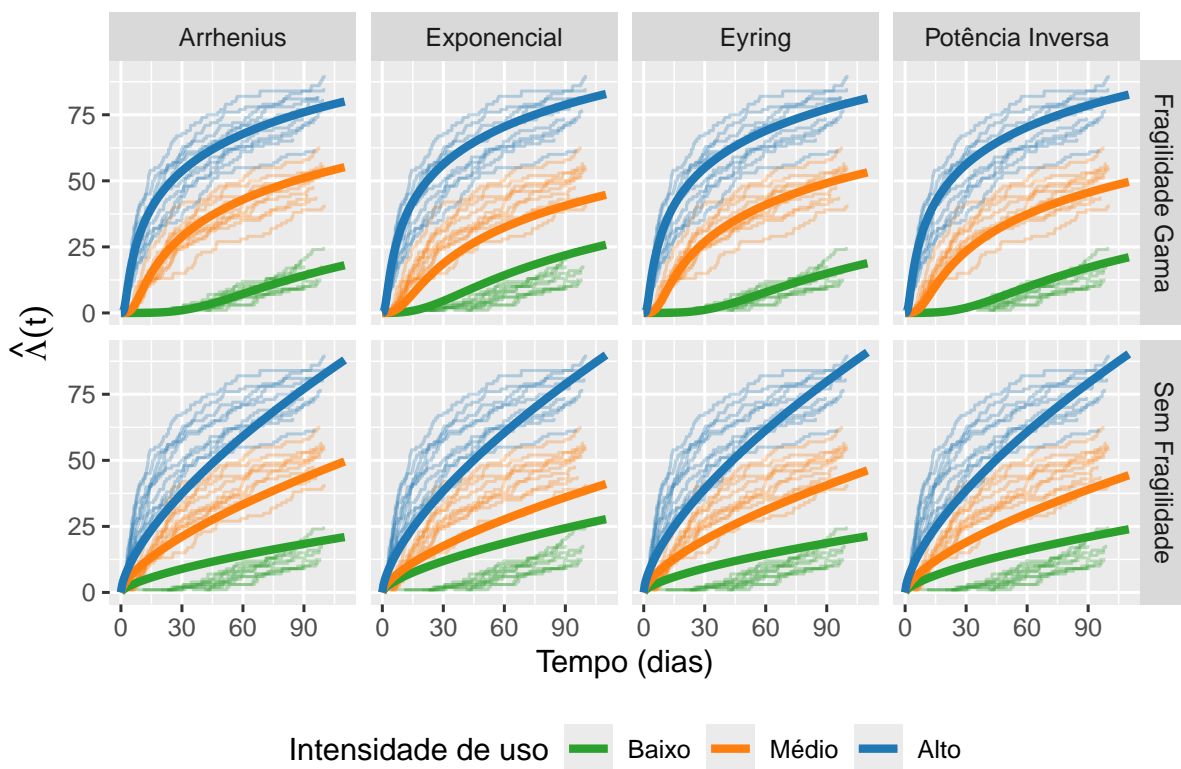 Arrhenius Exponencial Eyring Potência Inversa
75
50
25
0
Fragilidade Gama
Λ̂(t)
75
50
25
0
Sem Fragilidade
0 30 60 90 0 30 60 90 0 30 60 90 0 30 60 90
Tempo (dias)
Intensidade de uso Baixo Médio Alto